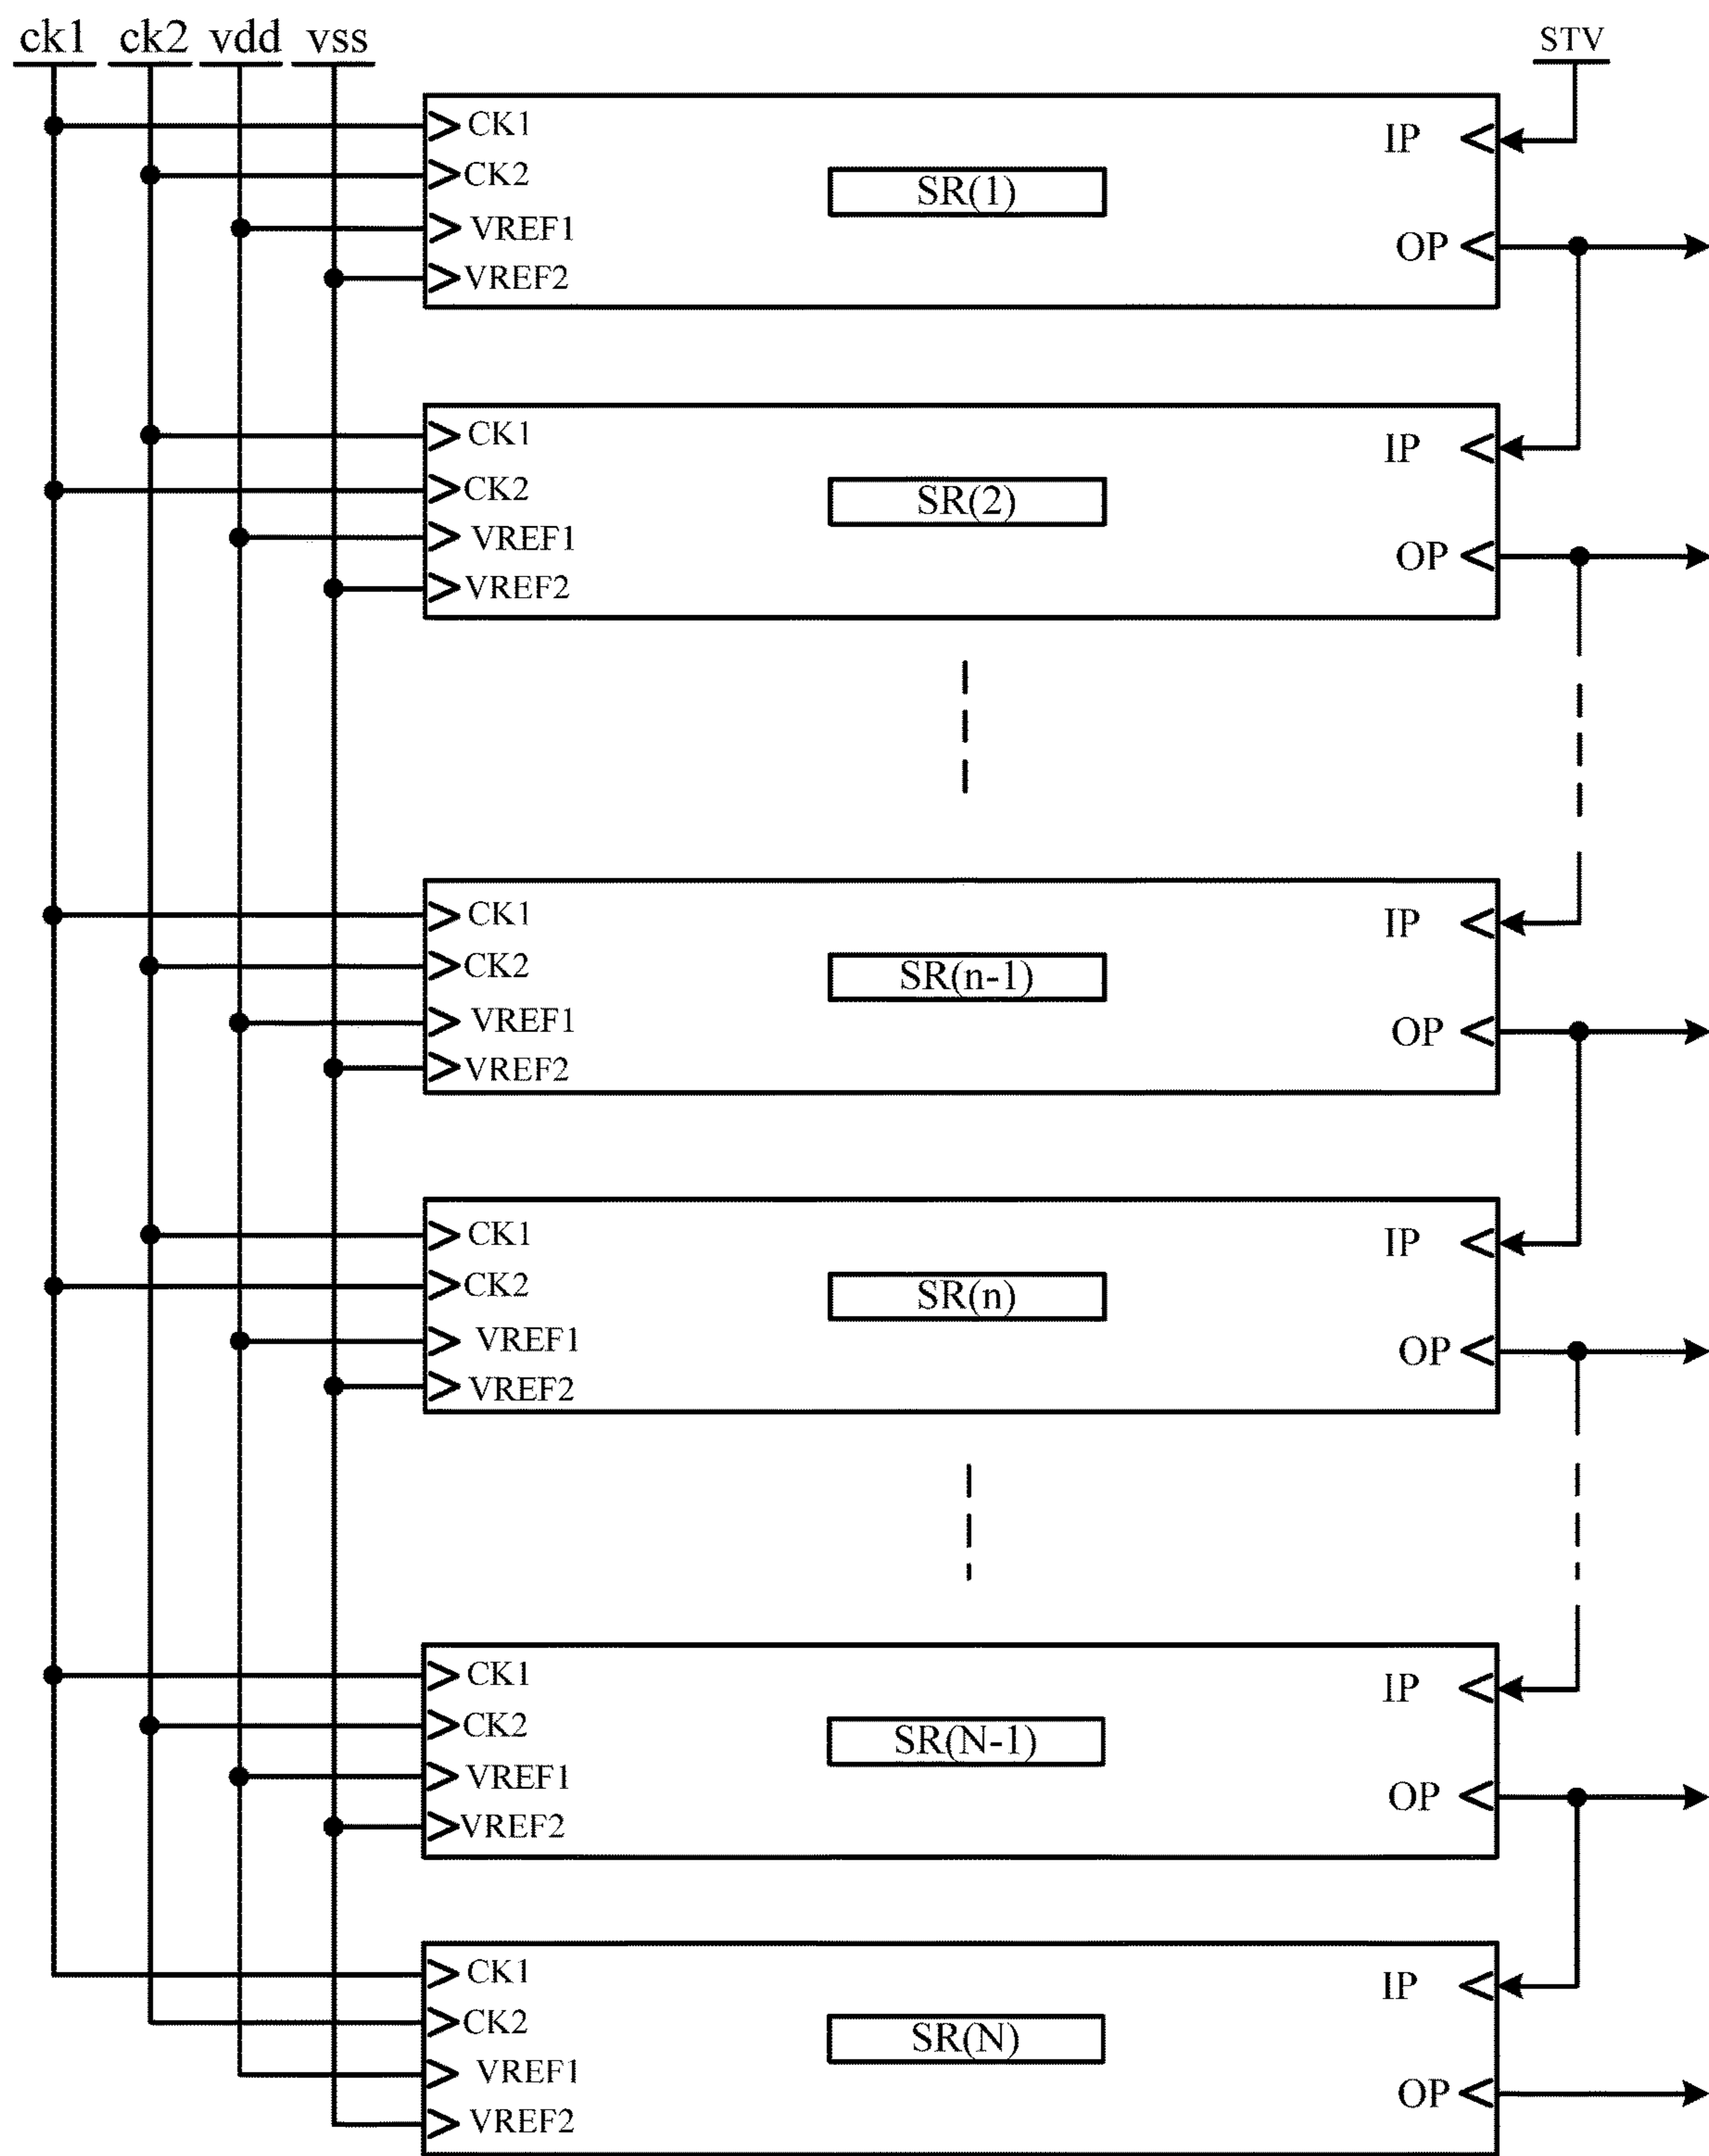 ck1 ck2 vdd vss STV
CK1 IP
CK2 SR(1)
VREF1 OP
VREF2
CK1 IP
CK2 SR(2)
VREF1 OP
VREF2
CK1 IP
CK2 SR(n-1)
VREF1 OP
VREF2
CK1 IP
CK2 SR(n)
VREF1 OP
VREF2
CK1 IP
CK2 SR(N-1)
VREF1 OP
VREF2
CK1 IP
CK2 SR(N)
VREF1 OP
VREF2